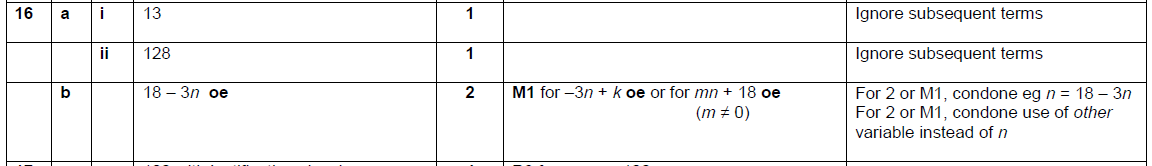 16 a i 13 1 Ignore subsequent terms
ii 128 1 Ignore subsequent terms
b 18 – 3n oe 2 M1 for –3n + k oe or for mn + 18 oe For 2 or M1, condone eg n = 18 – 3n
(m ≠ 0) For 2 or M1, condone use of other
variable instead of n